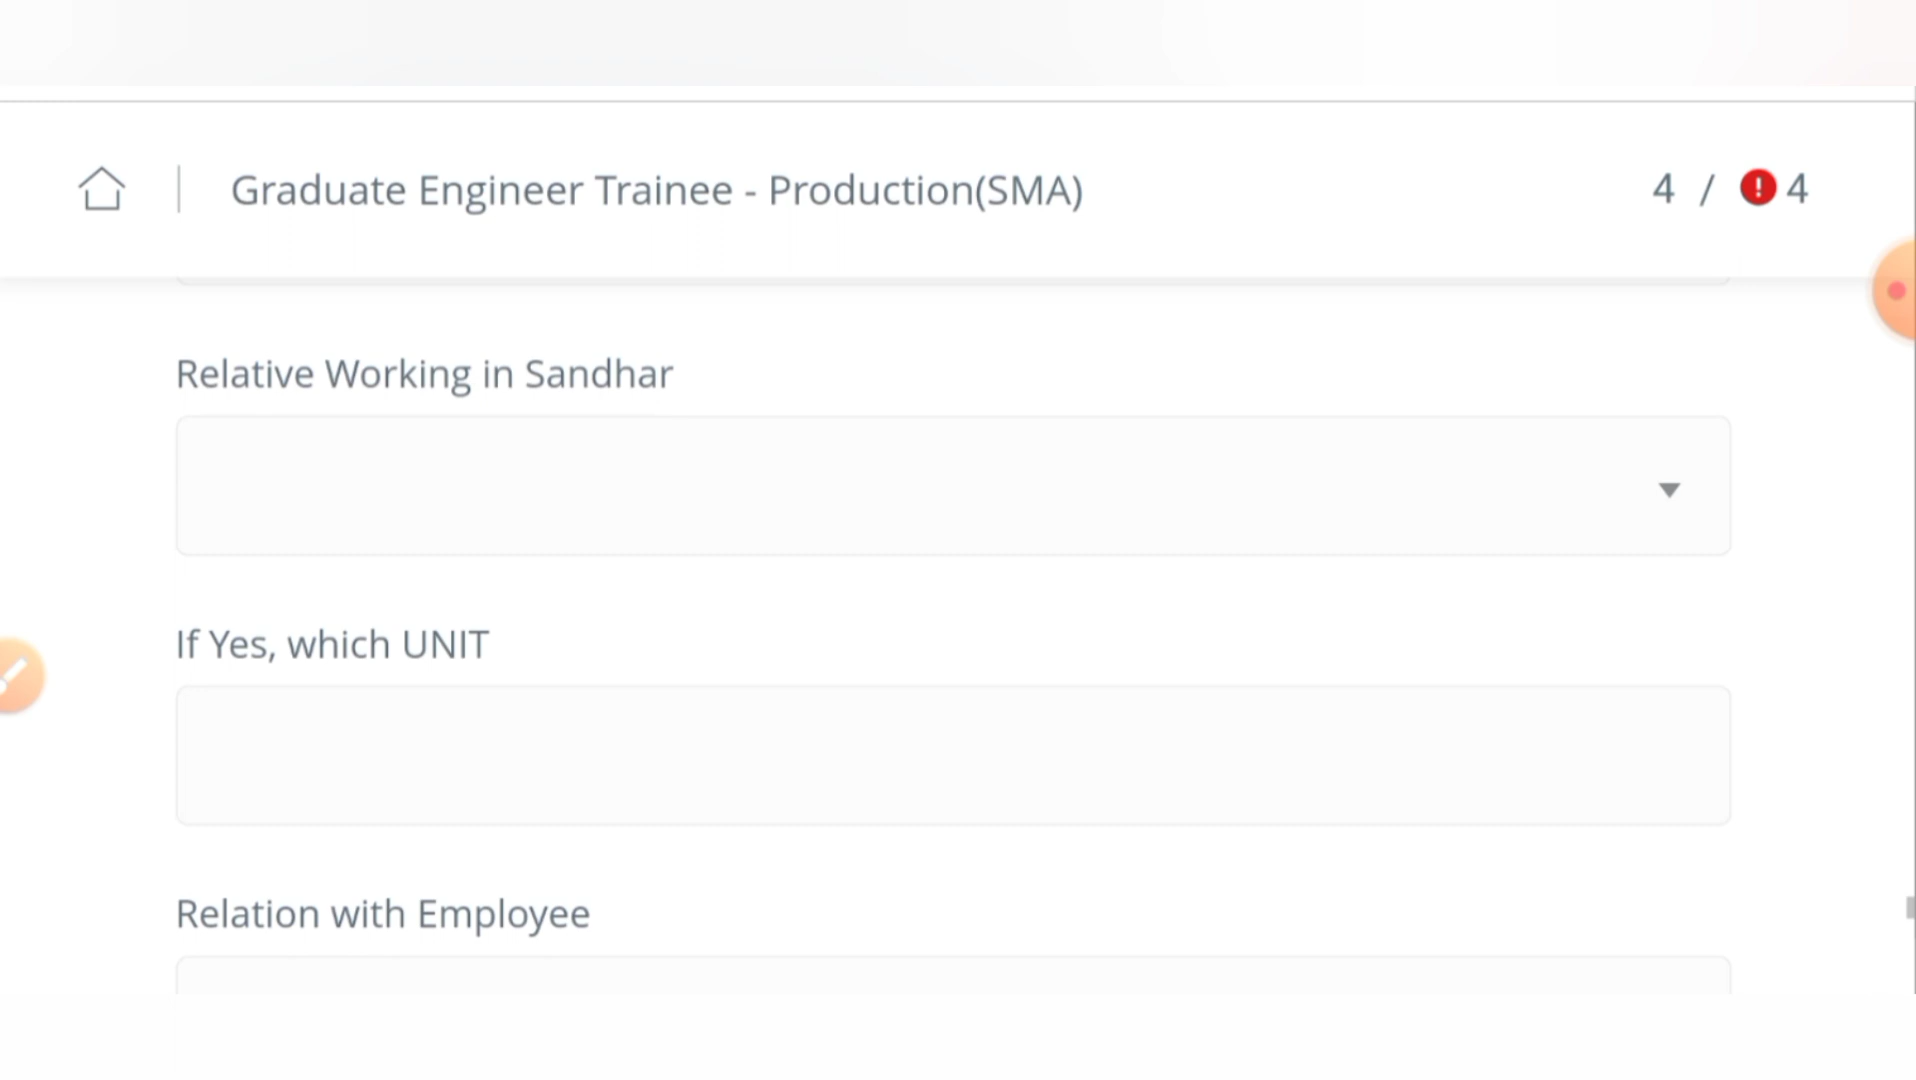 Graduate Engineer Trainee - Production(SMA)
4 / ! 4
Relative Working in Sandhar
If Yes, which UNIT
Relation with Employee